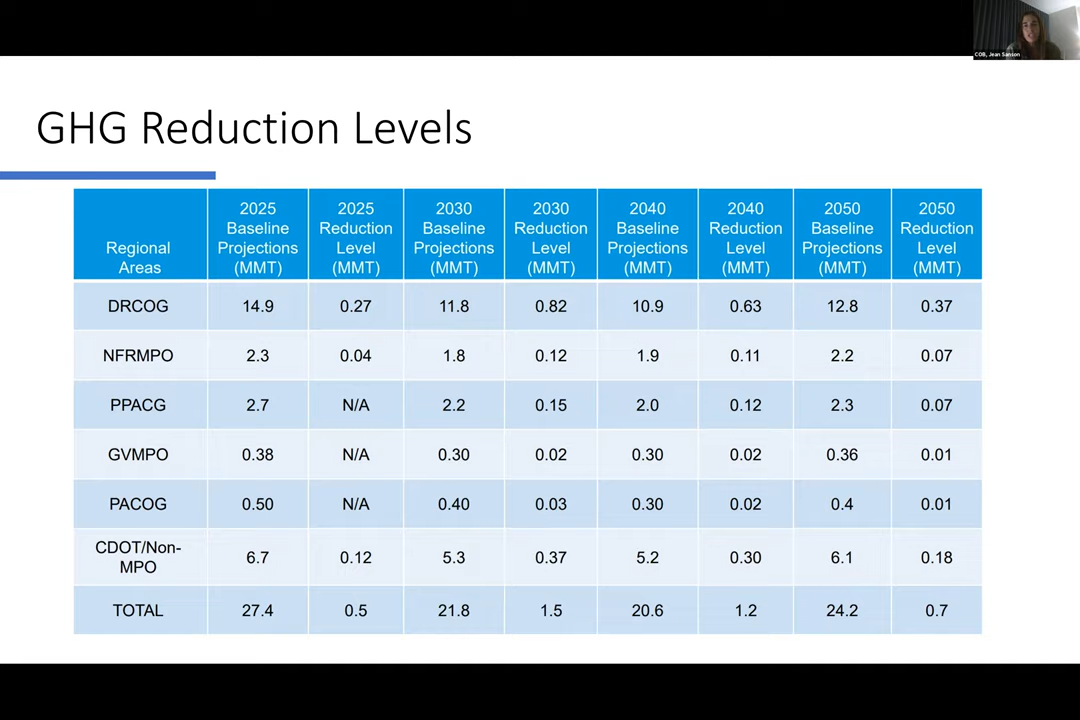 COB, Jean Sanson
GHG Reduction Levels
Regional Areas | 2025 Baseline Projections (MMT) | 2025 Reduction Level (MMT) | 2030 Baseline Projections (MMT) | 2030 Reduction Level (MMT) | 2040 Baseline Projections (MMT) | 2040 Reduction Level (MMT) | 2050 Baseline Projections (MMT) | 2050 Reduction Level (MMT)
DRCOG 14.9 0.27 11.8 0.82 10.9 0.63 12.8 0.37
NFRMPO 2.3 0.04 1.8 0.12 1.9 0.11 2.2 0.07
PPACG 2.7 N/A 2.2 0.15 2.0 0.12 2.3 0.07
GVMPO 0.38 N/A 0.30 0.02 0.30 0.02 0.36 0.01
PACOG 0.50 N/A 0.40 0.03 0.30 0.02 0.4 0.01
CDOT/Non-MPO 6.7 0.12 5.3 0.37 5.2 0.30 6.1 0.18
TOTAL 27.4 0.5 21.8 1.5 20.6 1.2 24.2 0.7